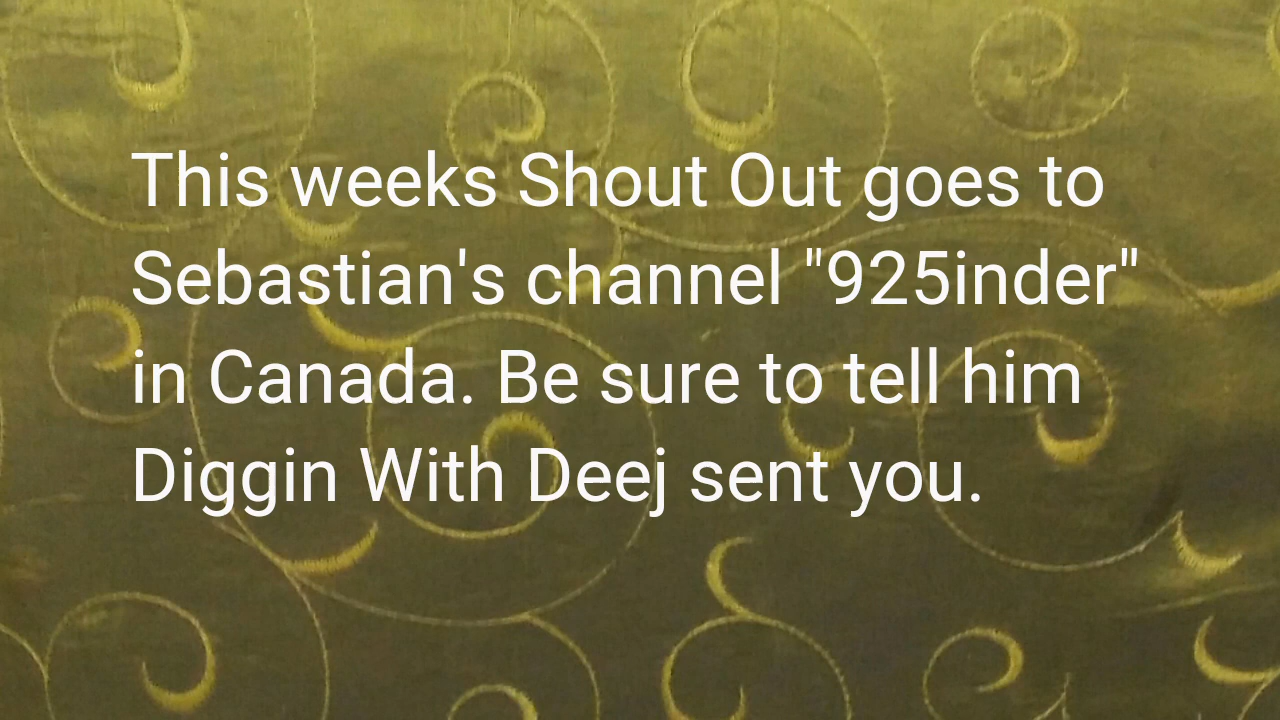 This weeks Shout Out goes to
Sebastian's channel "925inder"
in Canada. Be sure to tell him
Diggin With Deej sent you.